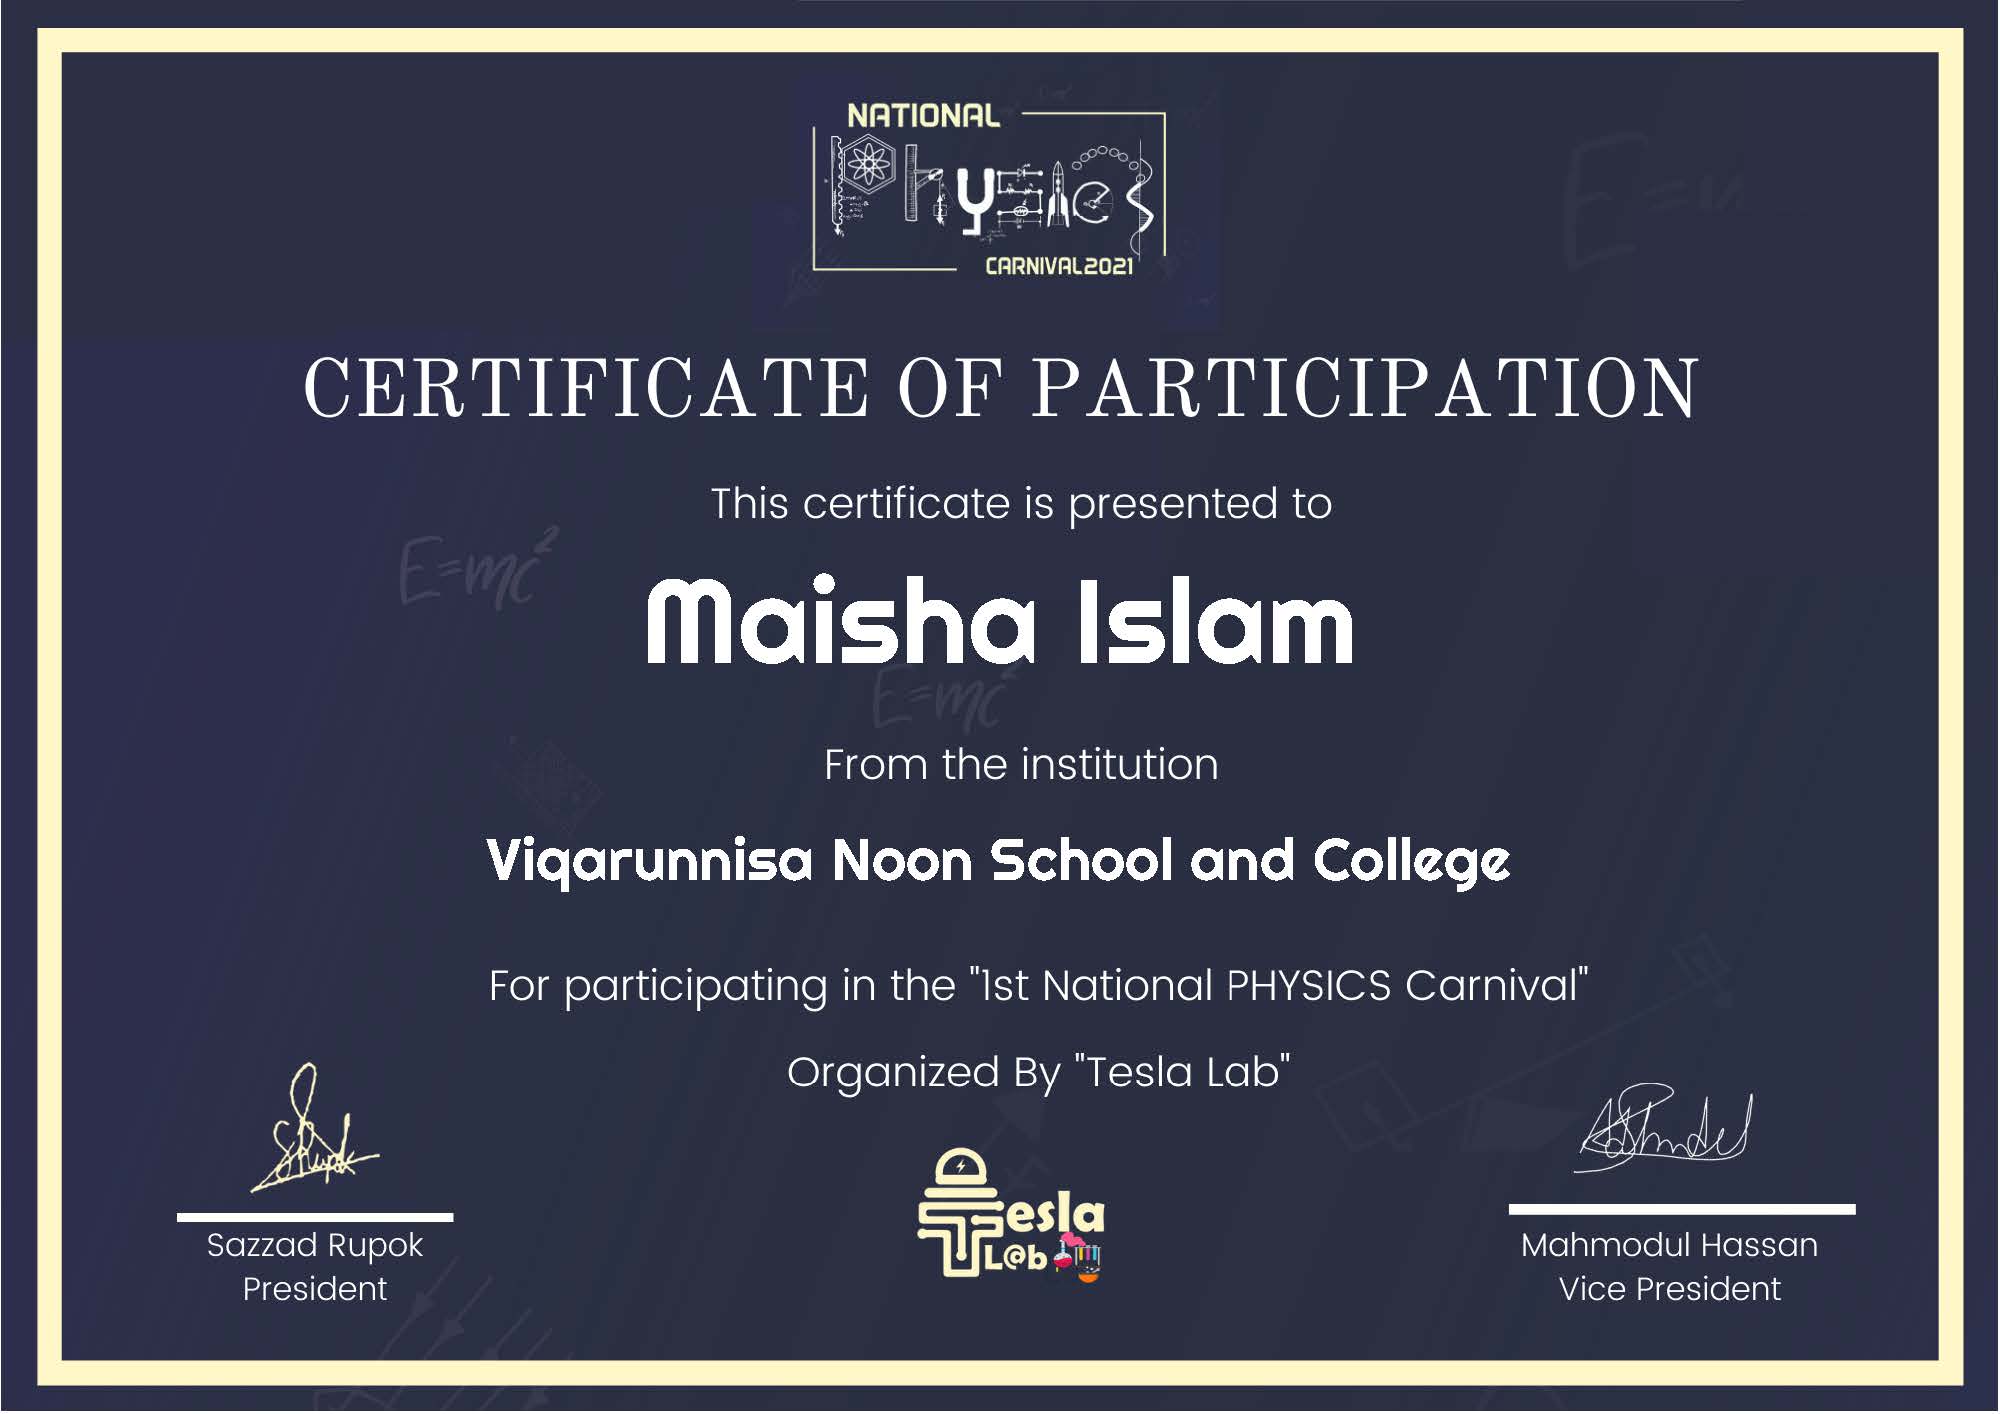 NATIONAL
Physics
CARNIVAL2021
CERTIFICATE OF PARTICIPATION
This certificate is presented to
E=mc²
Maisha Islam
E=mc²
From the institution
Viqarunnisa Noon School and College
For participating in the "1st National PHYSICS Carnival"
Organized By "Tesla Lab"
Tesla
L@b
Sazzad Rupok
President
Mahmodul Hassan
Vice President